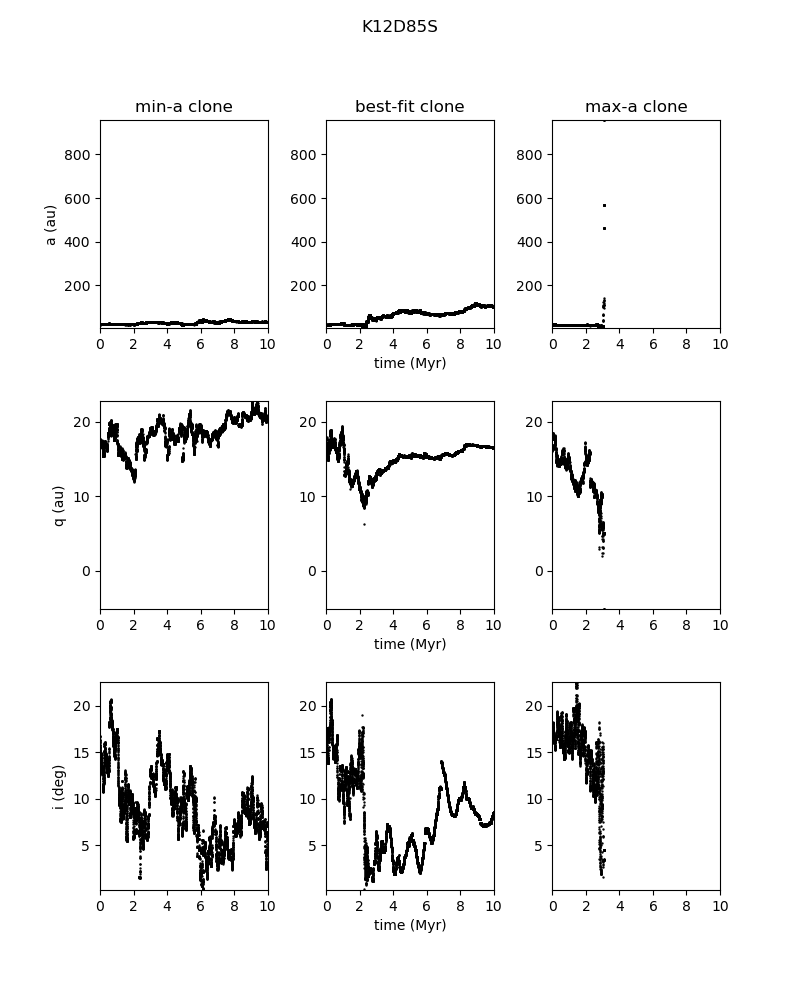 K12D85S
min-a clone best-fit clone max-a clone
a (au)
800 800 800
600 600 600
400 400 400
200 200 200
0 2 4 6 8 10 0 2 4 6 8 10 0 2 4 6 8 10
time (Myr)
q (au)
20 20 20
10 10 10
0 0 0
0 2 4 6 8 10 0 2 4 6 8 10 0 2 4 6 8 10
time (Myr)
i (deg)
20 20 20
15 15 15
10 10 10
5 5 5
0 2 4 6 8 10 0 2 4 6 8 10 0 2 4 6 8 10
time (Myr)